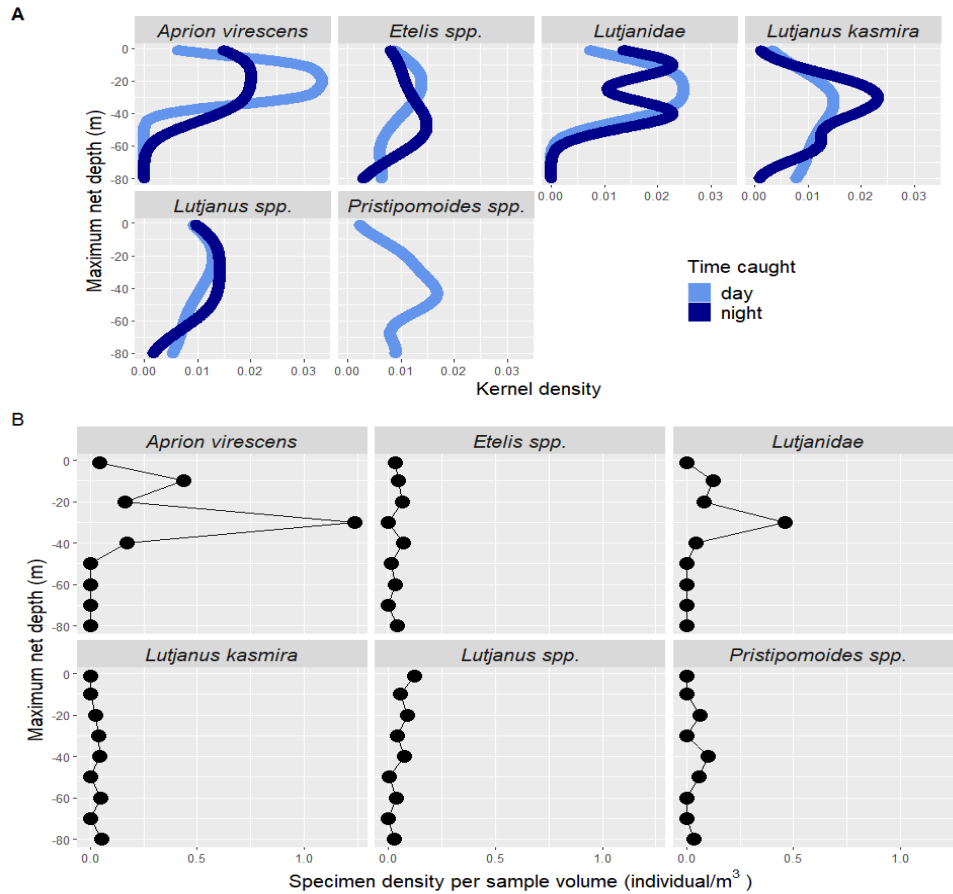 A
Aprion virescens
Etelis spp.
Lutjanidae
Lutjanus kasmira
0
-20
-40
-60
-80
0.00 0.01 0.02 0.03
0.00 0.01 0.02 0.03
Lutjanus spp.
Pristipomoides spp.
0
-20
-40
-60
-80
0.00 0.01 0.02 0.03
0.00 0.01 0.02 0.03
Maximum net depth (m)
Kernel density
Time caught
day
night
B
Aprion virescens
Etelis spp.
Lutjanidae
0
-20
-40
-60
-80
Lutjanus kasmira
Lutjanus spp.
Pristipomoides spp.
0
-20
-40
-60
-80
0.0 0.5 1.0
0.0 0.5 1.0
0.0 0.5 1.0
Maximum net depth (m)
Specimen density per sample volume (individual/m³)